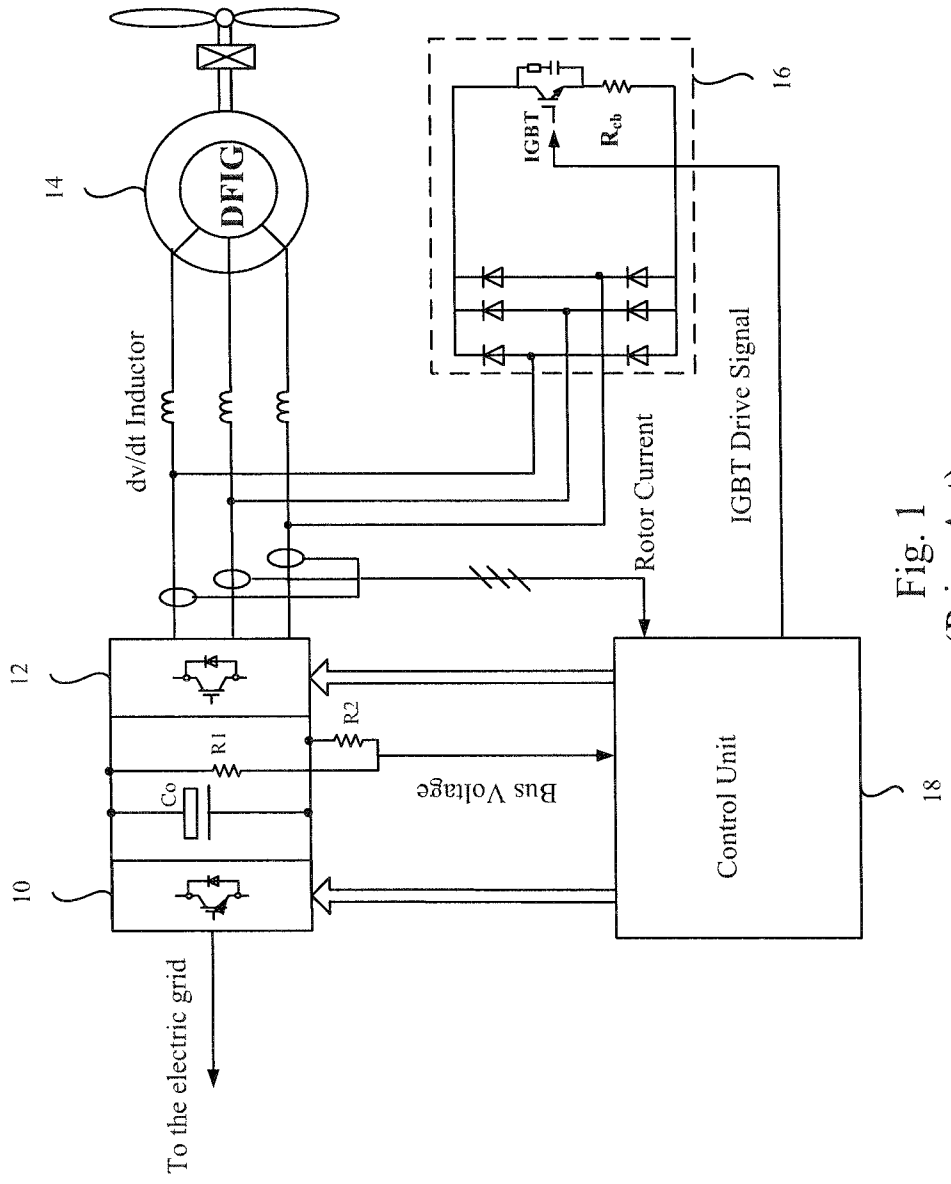 14
DFIG
dv/dt Inductor
12
10
Co
R1
R2
To the electric grid
Bus Voltage
Rotor Current
16
IGBT
Rcb
IGBT Drive Signal
Control Unit
18
Fig. 1